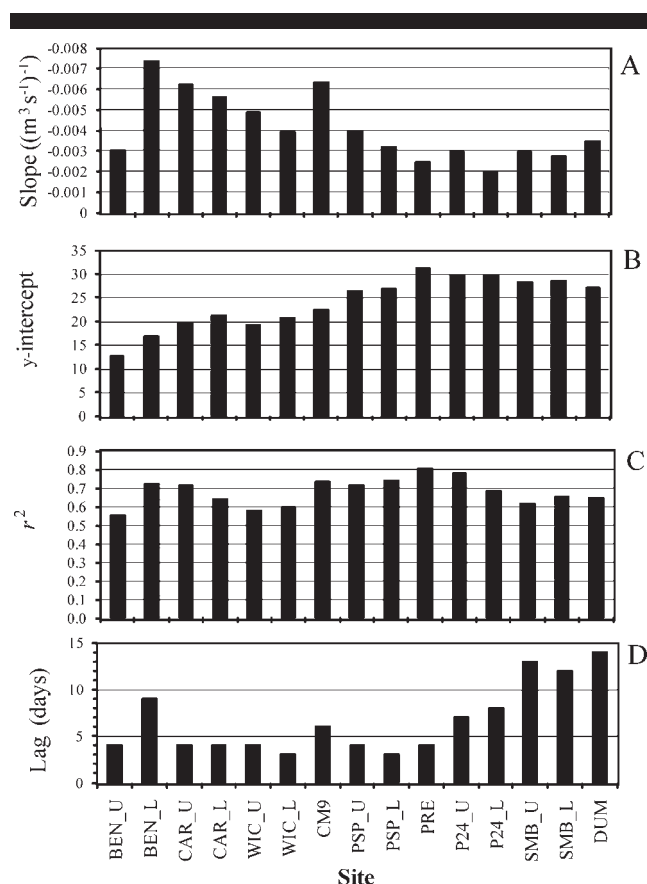 A
Slope ((m³ s⁻¹)⁻¹)
-0.008
-0.007
-0.006
-0.005
-0.004
-0.003
-0.002
-0.001
0
B
y-intercept
35
30
25
20
15
10
5
0
C
r²
0.9
0.8
0.7
0.6
0.5
0.4
0.3
0.2
0.1
0.0
D
Lag (days)
15
10
5
0
BEN_U
BEN_L
CAR_U
CAR_L
WIC_U
WIC_L
CM9
PSP_U
PSP_L
PRE
P24_U
P24_L
SMB_U
SMB_L
DUM
Site